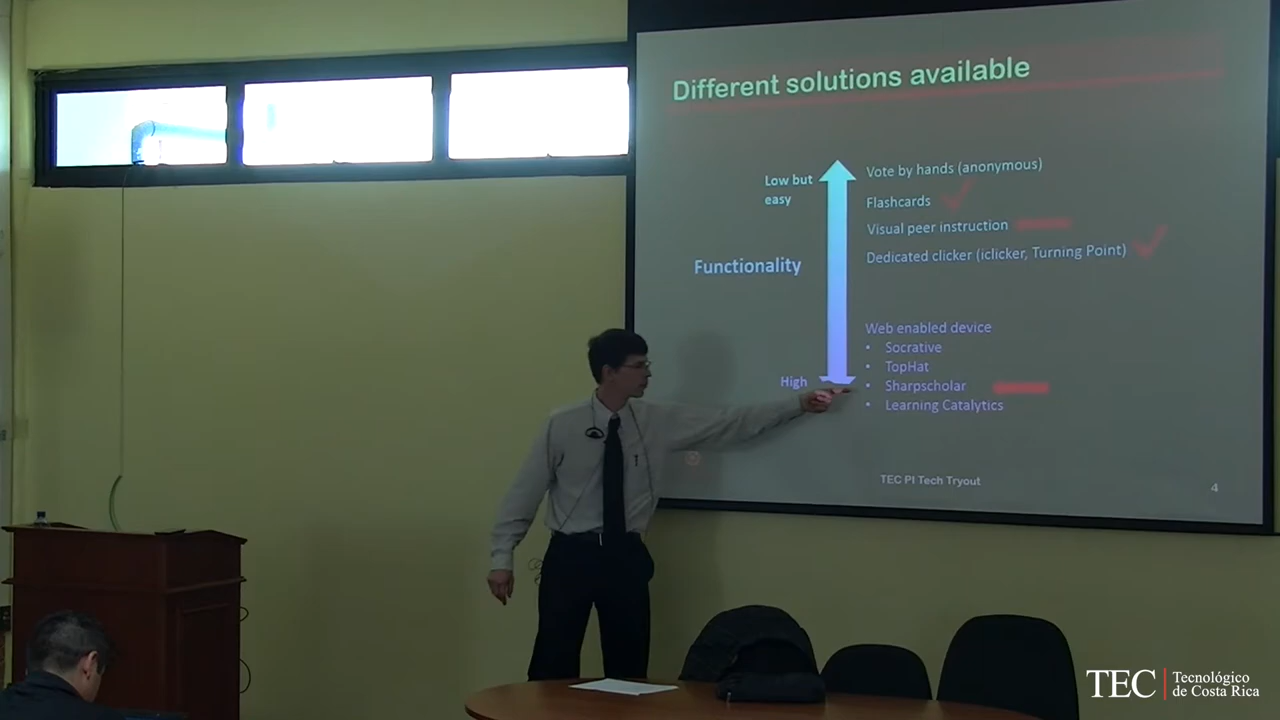 Different solutions available
Low but
easy
Functionality
High
Vote by hands (anonymous)
Flashcards
Visual peer instruction
Dedicated clicker (iclicker, Turning Point)
Web enabled device
• Socrative
• TopHat
• Sharpscholar
• Learning Catalytics
TEC PI Tech Tryout
4
TEC | Tecnológico
de Costa Rica